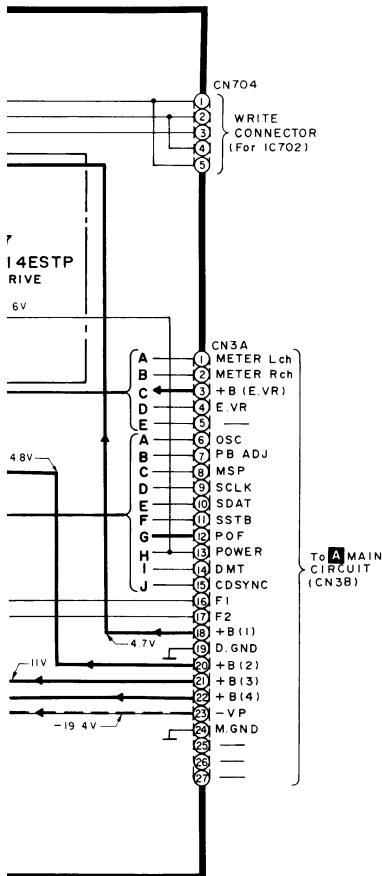 CN704
1
2 WRITE
3 CONNECTOR
4 (For IC702)
5
14ESTP
RIVE
6V
CN3A
A 1 METER Lch
B 2 METER Rch
C 3 +B (E.VR)
D 4 E.VR
E 5
A 6 OSC
4.8V B 7 PB ADJ
C 8 MSP
D 9 SCLK
E 10 SDAT
F 11 SSTB
G 12 POF
H 13 POWER To A MAIN
I 14 DMT CIRCUIT
J 15 CDSYNC (CN3B)
16 F1
17 F2
18 +B(1)
4.7V 19 D.GND
20 +B(2)
11V 21 +B(3)
22 +B(4)
23 -VP
-19 4V 24 M.GND
25
26
27